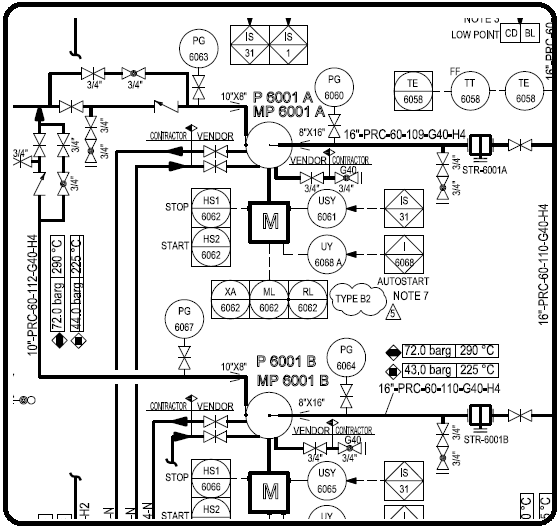 NOTE 3
LOW POINT
CD BL
16"-PRC-60
PG
6063
IS
31
IS
1
3/4"
3/4"
10"X8"
P 6001 A
MP 6001 A
PG
6060
TE
6058
FF
TT
6058
TE
6058
3/4"
3/4"
3/4"
CONTRACTOR
VENDOR
8"X16"
16"-PRC-60-109-G40-H4
VENDOR
CONTRACTOR
G40
3/4"
3/4"
3/4"
3/4"
STR-6001A
STOP
HS1
6062
START
HS2
6062
M
USY
6061
IS
31
UY
6068 A
I
6068
AUTOSTART
XA
6062
ML
6062
RL
6062
TYPE B2
NOTE 7
5
10"-PRC-60-112-G40-H4
72.0 barg 290 °C
44.0 barg 225 °C
16"-PRC-60-110-G40-H4
PG
6067
10"X8"
P 6001 B
MP 6001 B
PG
6064
72.0 barg 290 °C
43,0 barg 225 °C
16"-PRC-60-110-G40-H4
CONTRACTOR
VENDOR
8"X16"
VENDOR
CONTRACTOR
G40
3/4"
3/4"
3/4"
3/4"
STR-6001B
STOP
HS1
6066
START
HS2
M
USY
6065
IS
31
UY
I
-H2
-N
4-N
0 °C
5 °C